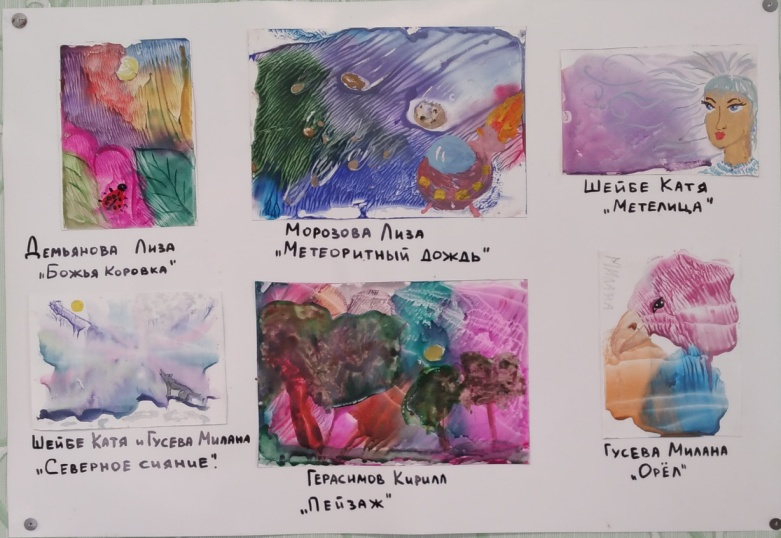 Демьянова Лиза
„Божья коровка"
Морозова Лиза
„Метеоритный дождь"
Шейбе Катя
„Метелица"
Шейбе Катя и Гусева Милана
„Северное сияние".
Герасимов Кирилл
„Пейзаж"
МИЛАНА
Гусева Милана
„Орёл"